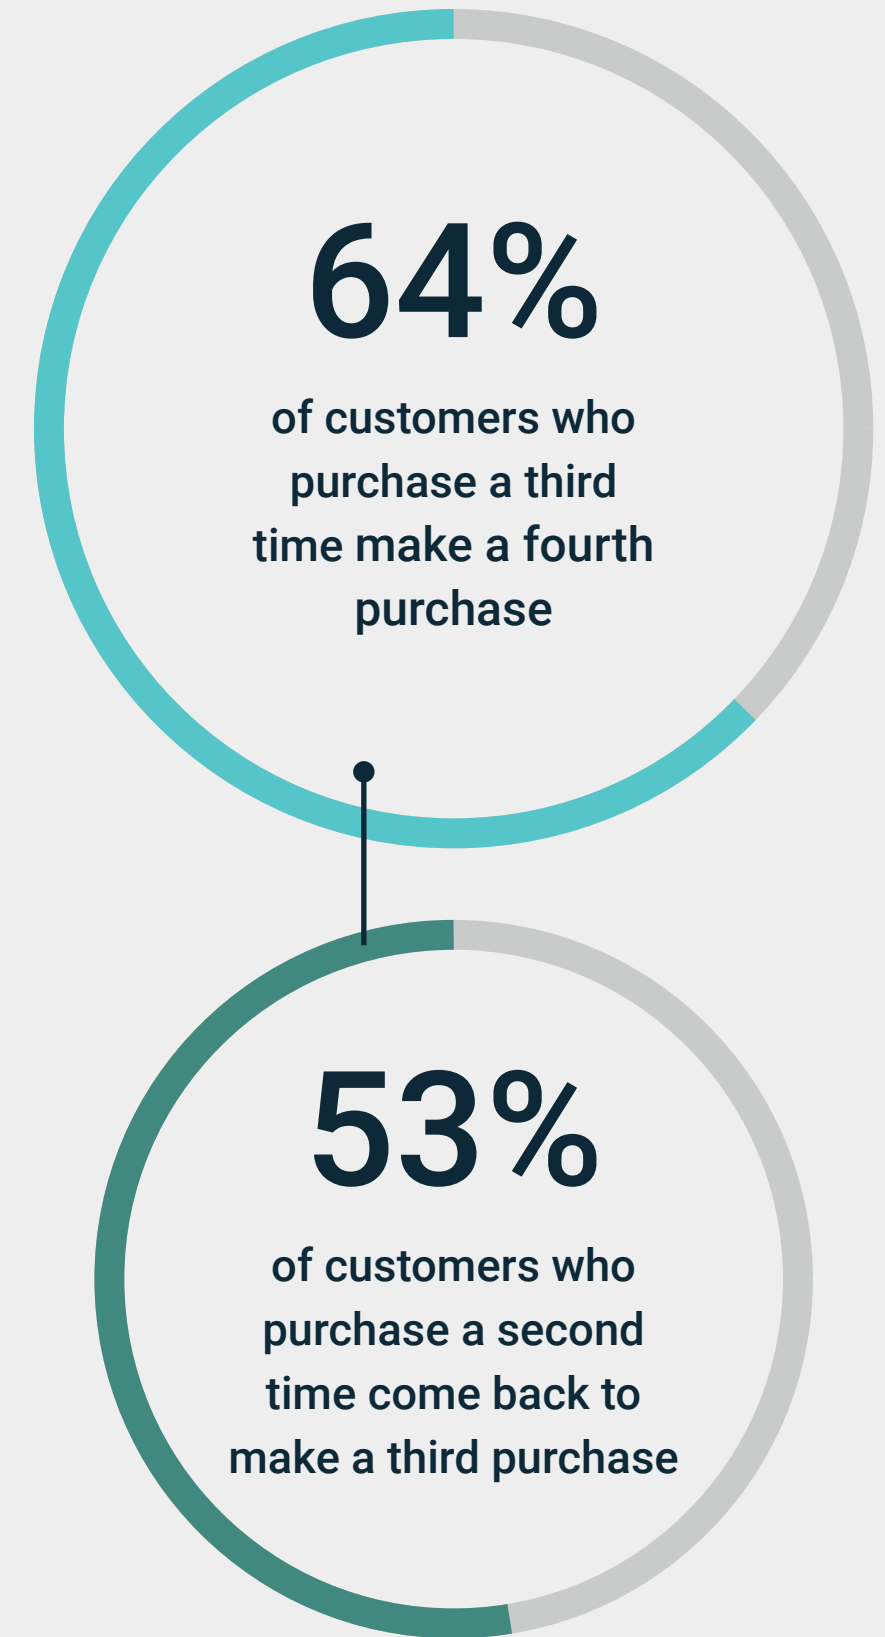 64%
of customers who
purchase a third
time make a fourth
purchase
53%
of customers who
purchase a second
time come back to
make a third purchase